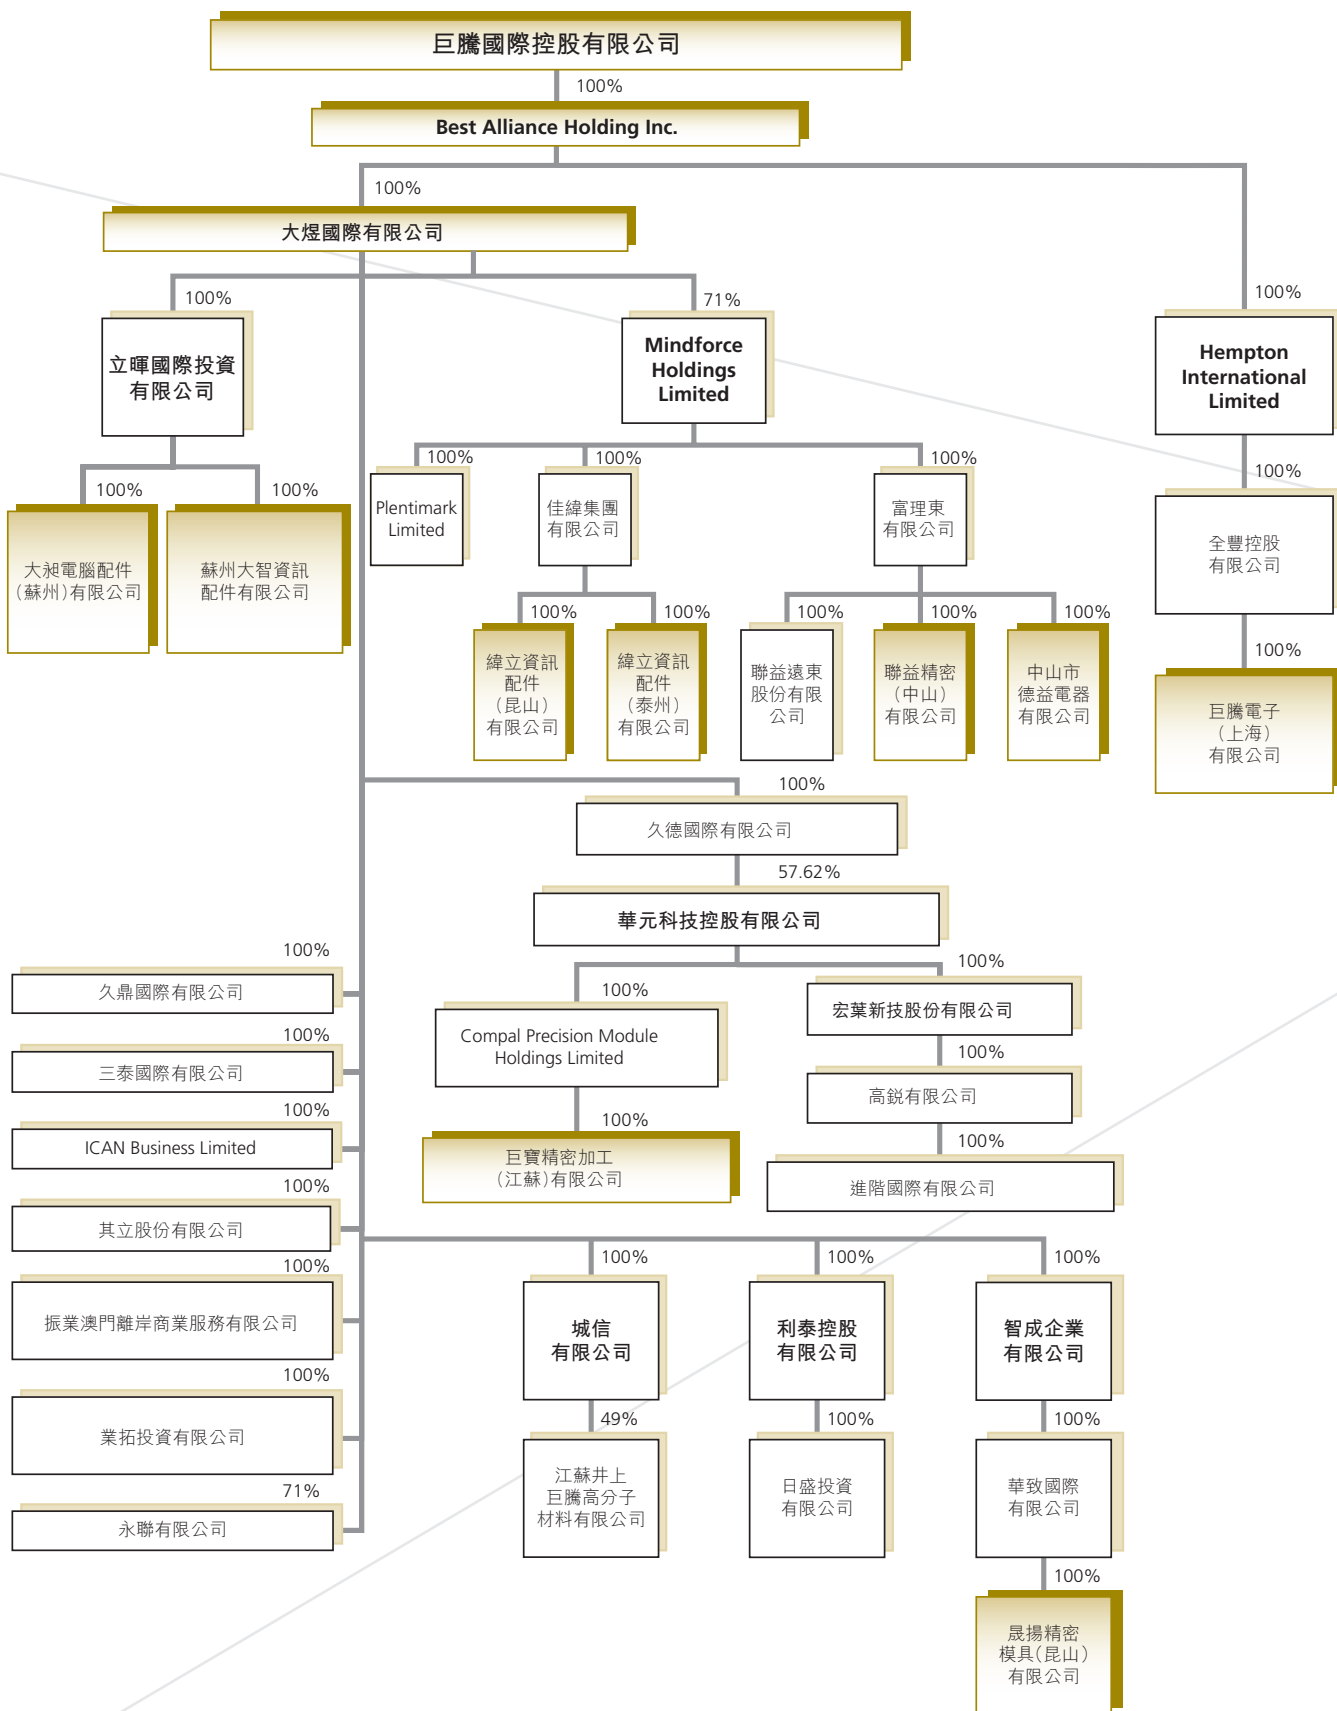 巨騰國際控股有限公司
100%
Best Alliance Holding Inc.
100%
大煜國際有限公司
100%
立暉國際投資
有限公司
100%
大昶電腦配件
（蘇州）有限公司
100%
蘇州大智資訊
配件有限公司
71%
Mindforce
Holdings
Limited
100%
Plentimark
Limited
100%
佳緯集團
有限公司
100%
緯立資訊
配件
（昆山）
有限公司
100%
緯立資訊
配件
（泰州）
有限公司
100%
富理東
有限公司
100%
聯益遠東
股份有限
公司
100%
聯益精密
（中山）
有限公司
100%
中山市
德益電器
有限公司
100%
Hempton
International
Limited
100%
全豐控股
有限公司
100%
巨騰電子
（上海）
有限公司
100%
久德國際有限公司
57.62%
華元科技控股有限公司
100%
Compal Precision Module
Holdings Limited
100%
巨寶精密加工
（江蘇）有限公司
100%
宏葉新技股份有限公司
100%
高鋭有限公司
100%
進階國際有限公司
100%
久鼎國際有限公司
100%
三泰國際有限公司
100%
ICAN Business Limited
100%
其立股份有限公司
100%
振業澳門離岸商業服務有限公司
100%
業拓投資有限公司
71%
永聯有限公司
100%
城信
有限公司
49%
江蘇井上
巨騰高分子
材料有限公司
100%
利泰控股
有限公司
100%
日盛投資
有限公司
100%
智成企業
有限公司
100%
華致國際
有限公司
100%
晟揚精密
模具（昆山）
有限公司